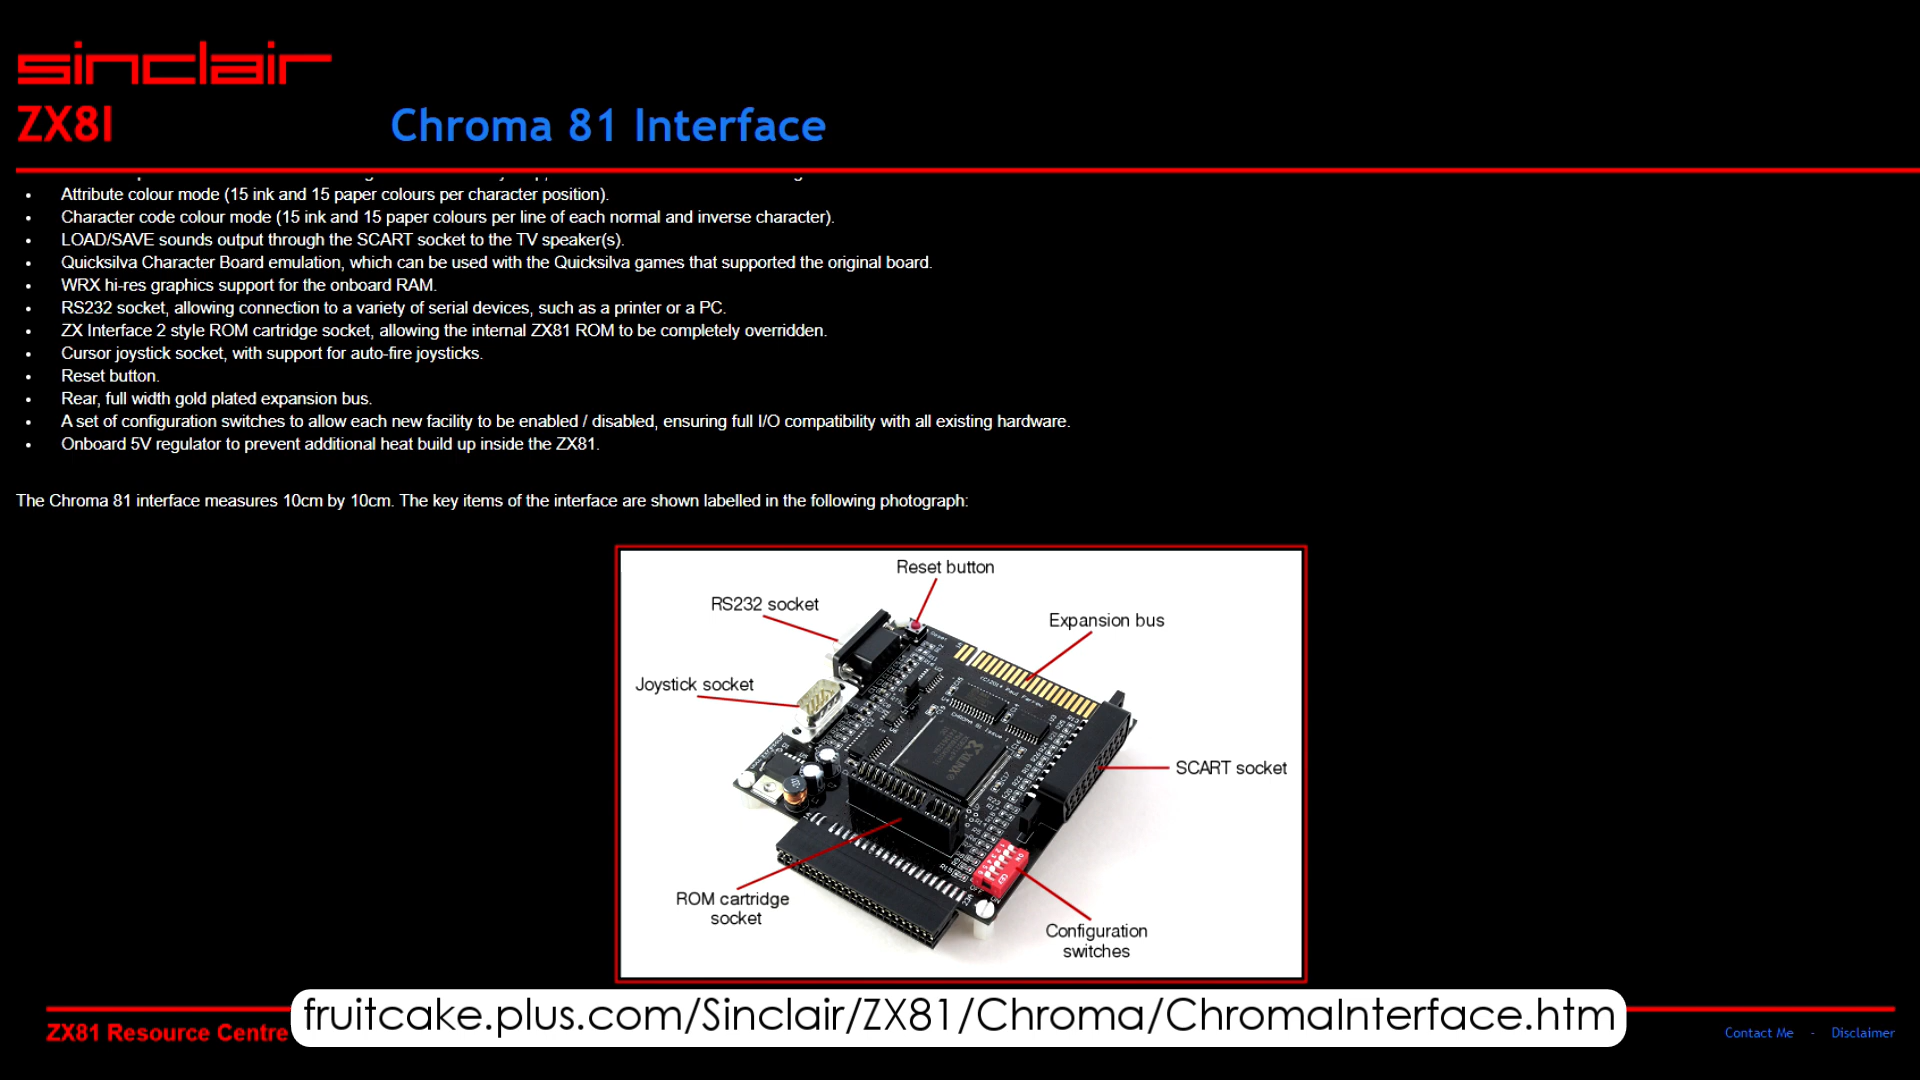 sinclair
ZX81
Chroma 81 Interface
• Attribute colour mode (15 ink and 15 paper colours per character position).
• Character code colour mode (15 ink and 15 paper colours per line of each normal and inverse character).
• LOAD/SAVE sounds output through the SCART socket to the TV speaker(s).
• Quicksilva Character Board emulation, which can be used with the Quicksilva games that supported the original board.
• WRX hi-res graphics support for the onboard RAM.
• RS232 socket, allowing connection to a variety of serial devices, such as a printer or a PC.
• ZX Interface 2 style ROM cartridge socket, allowing the internal ZX81 ROM to be completely overridden.
• Cursor joystick socket, with support for auto-fire joysticks.
• Reset button.
• Rear, full width gold plated expansion bus.
• A set of configuration switches to allow each new facility to be enabled / disabled, ensuring full I/O compatibility with all existing hardware.
• Onboard 5V regulator to prevent additional heat build up inside the ZX81.
The Chroma 81 interface measures 10cm by 10cm. The key items of the interface are shown labelled in the following photograph:
Reset button
RS232 socket
Expansion bus
Joystick socket
(C)2014 Paul Farrow
CHROMA 81 Issue 1
XILINX
SCART socket
ROM cartridge
socket
Configuration
switches
fruitcake.plus.com/Sinclair/ZX81/Chroma/ChromaInterface.htm
ZX81 Resource Centre
Contact Me - Disclaimer